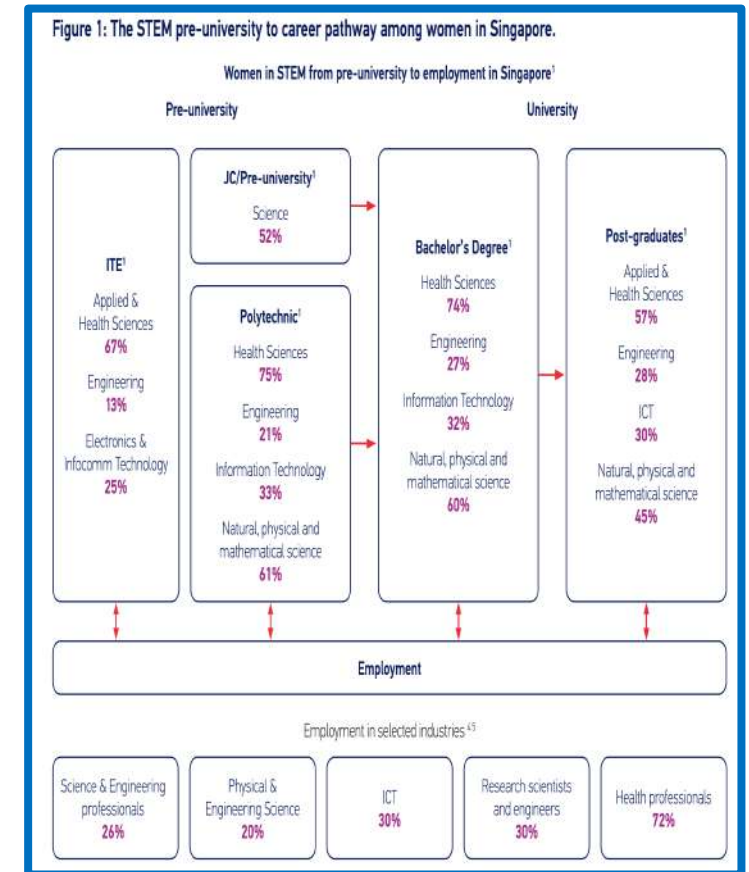 Figure 1: The STEM pre-university to career pathway among women in Singapore.
Women in STEM from pre-university to employment in Singapore¹
Pre-university
University
ITE¹
Applied &
Health Sciences
67%
Engineering
13%
Electronics &
Infocomm Technology
25%
JC/Pre-university¹
Science
52%
Polytechnic¹
Health Sciences
75%
Engineering
21%
Information Technology
33%
Natural, physical and
mathematical science
61%
Bachelor's Degree¹
Health Sciences
74%
Engineering
27%
Information Technology
32%
Natural, physical and
mathematical science
60%
Post-graduates¹
Applied &
Health Sciences
57%
Engineering
28%
ICT
30%
Natural, physical and
mathematical science
45%
Employment
Employment in selected industries ⁴⁵
Science & Engineering
professionals
26%
Physical &
Engineering Science
20%
ICT
30%
Research scientists
and engineers
30%
Health professionals
72%